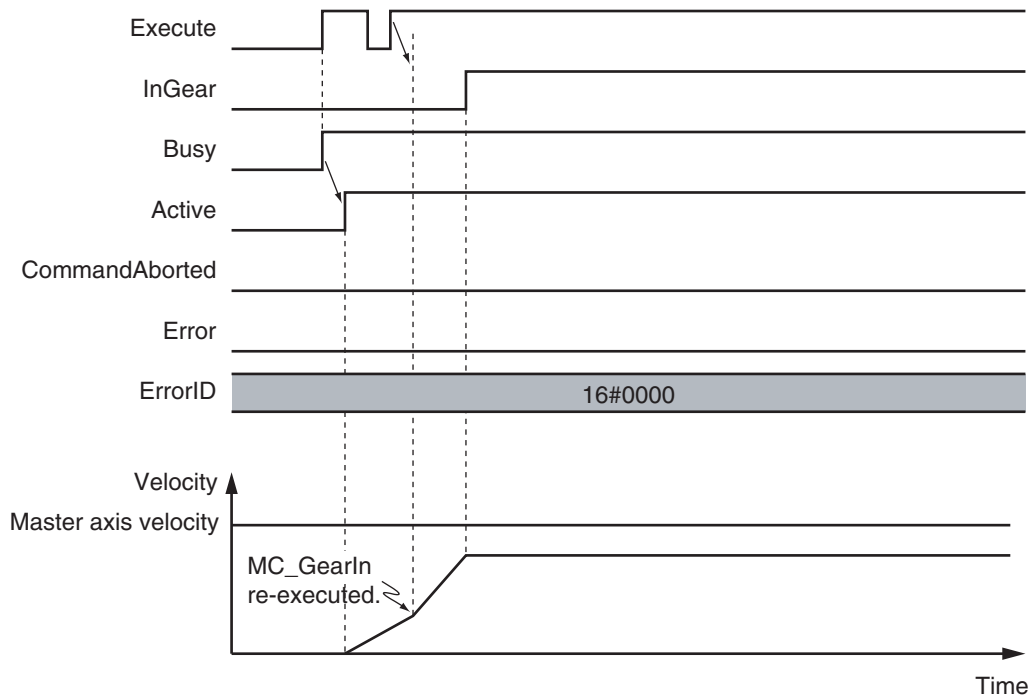 Execute
InGear
Busy
Active
CommandAborted
Error
ErrorID
16#0000
Velocity
Master axis velocity
MC_GearIn
re-executed.
Time